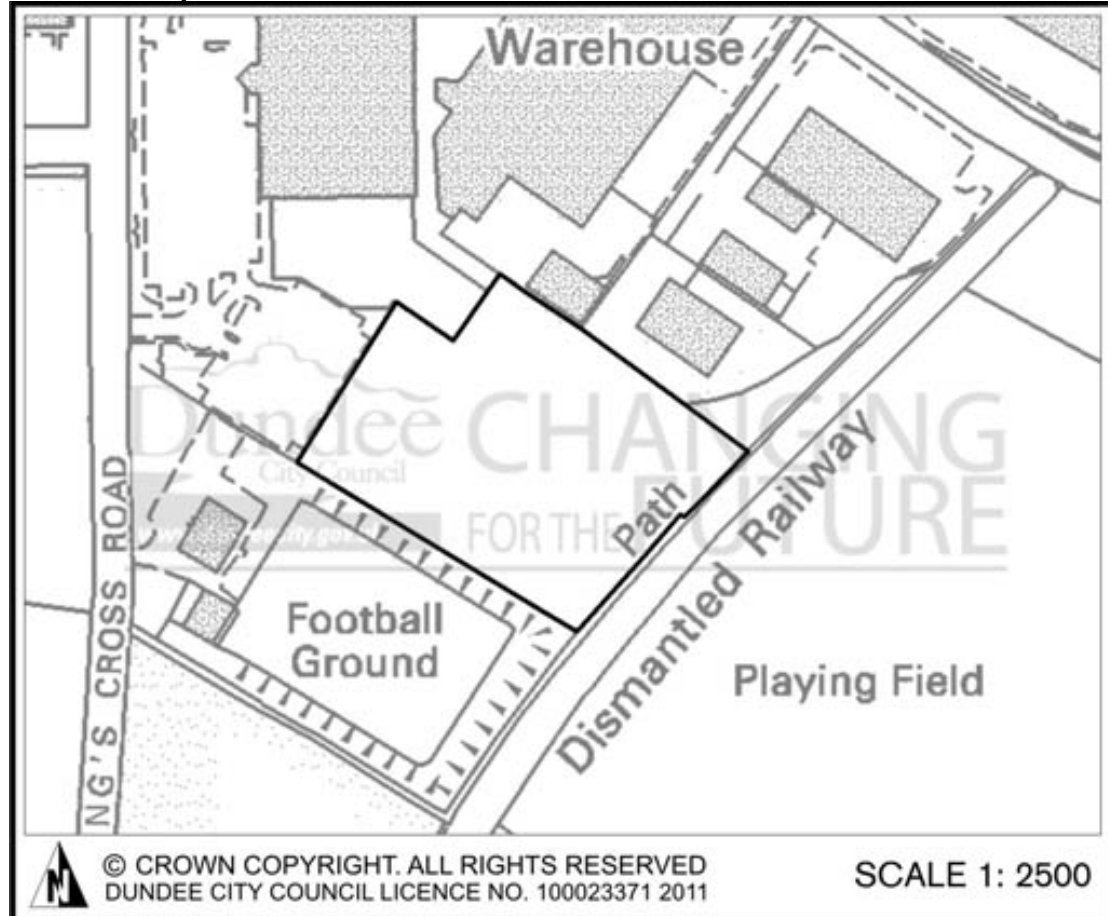 Warehouse
Dundee
City Council
CHANGING
FOR THE FUTURE
Path
Dismantled Railway
Football
Ground
Playing Field
NG'S CROSS ROAD
N
© CROWN COPYRIGHT. ALL RIGHTS RESERVED
DUNDEE CITY COUNCIL LICENCE NO. 100023371 2011
SCALE 1: 2500